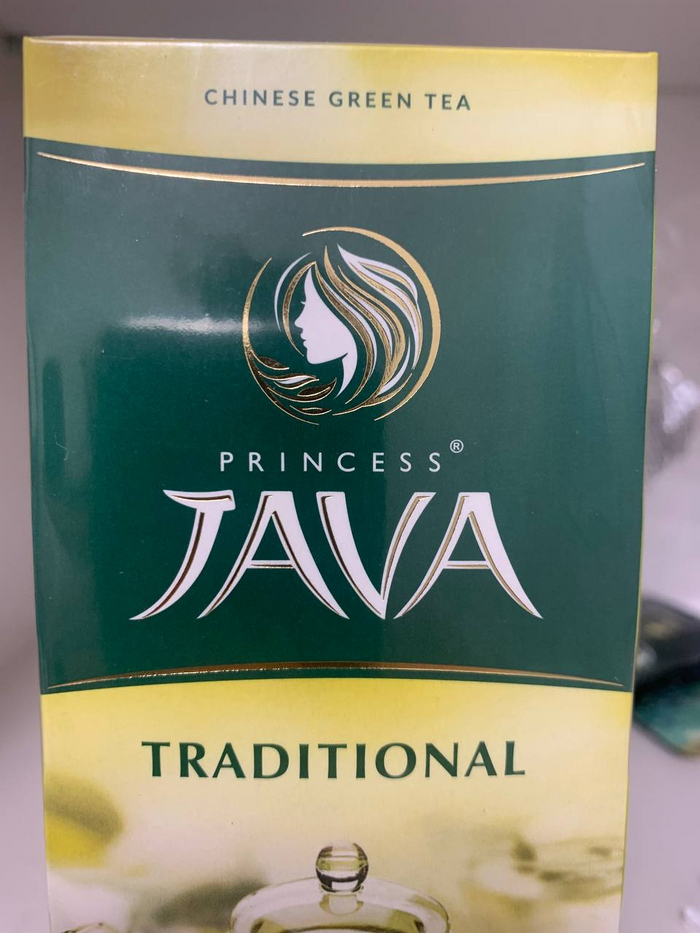 CHINESE GREEN TEA
PRINCESS®
JAVA
TRADITIONAL